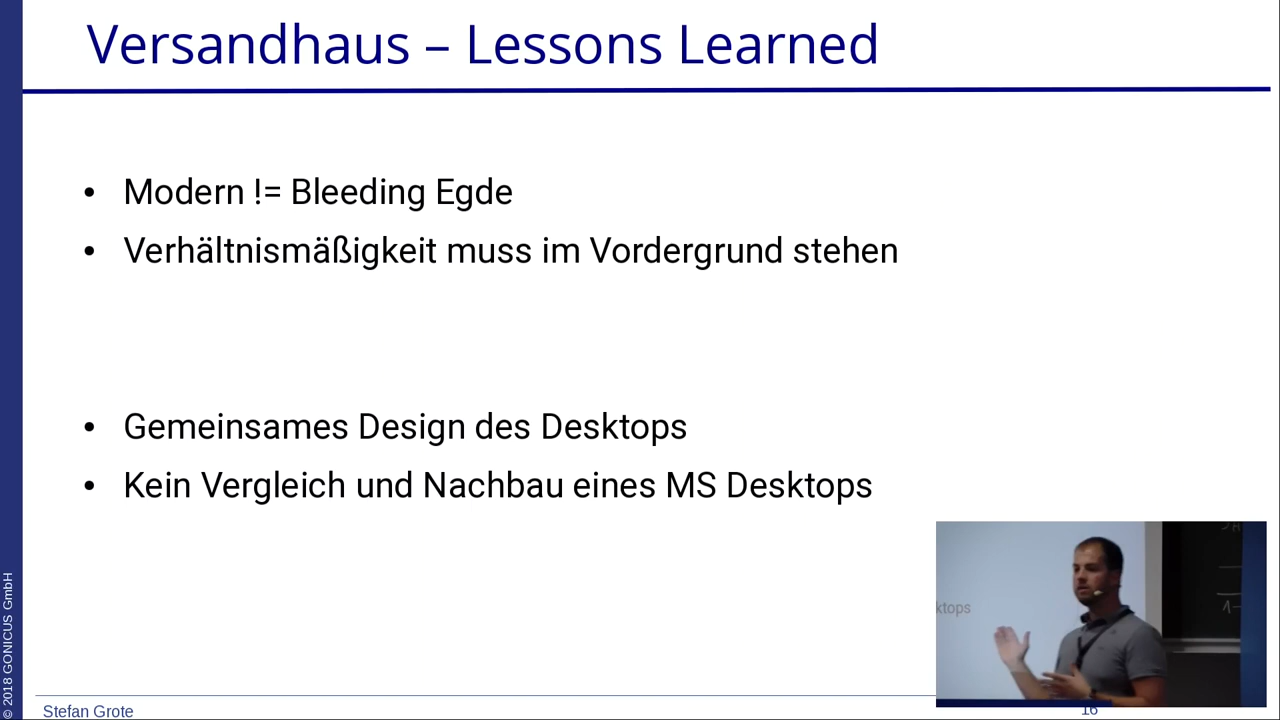 Versandhaus – Lessons Learned
• Modern != Bleeding Egde
• Verhältnismäßigkeit muss im Vordergrund stehen
• Gemeinsames Design des Desktops
• Kein Vergleich und Nachbau eines MS Desktops
ktops
© 2018 GONICUS GmbH
Stefan Grote
16